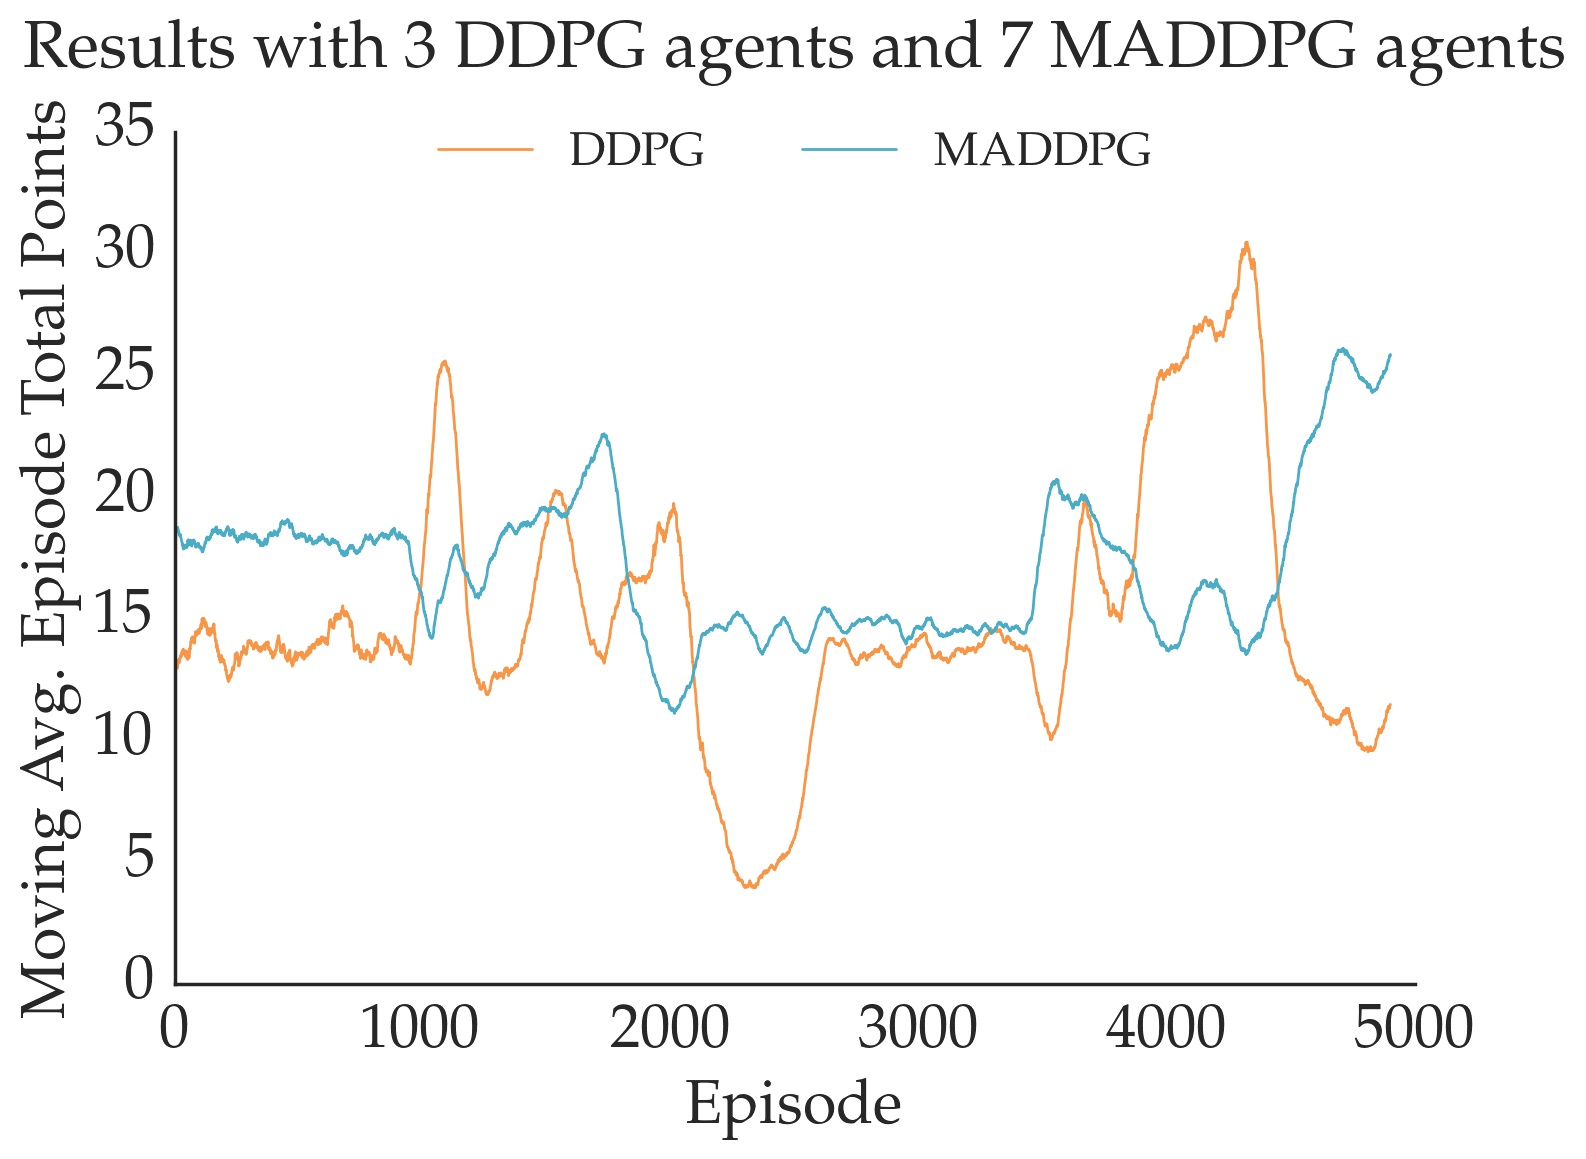 Results with 3 DDPG agents and 7 MADDPG agents
DDPG MADDPG
Moving Avg. Episode Total Points
35
30
25
20
15
10
5
0
0 1000 2000 3000 4000 5000
Episode